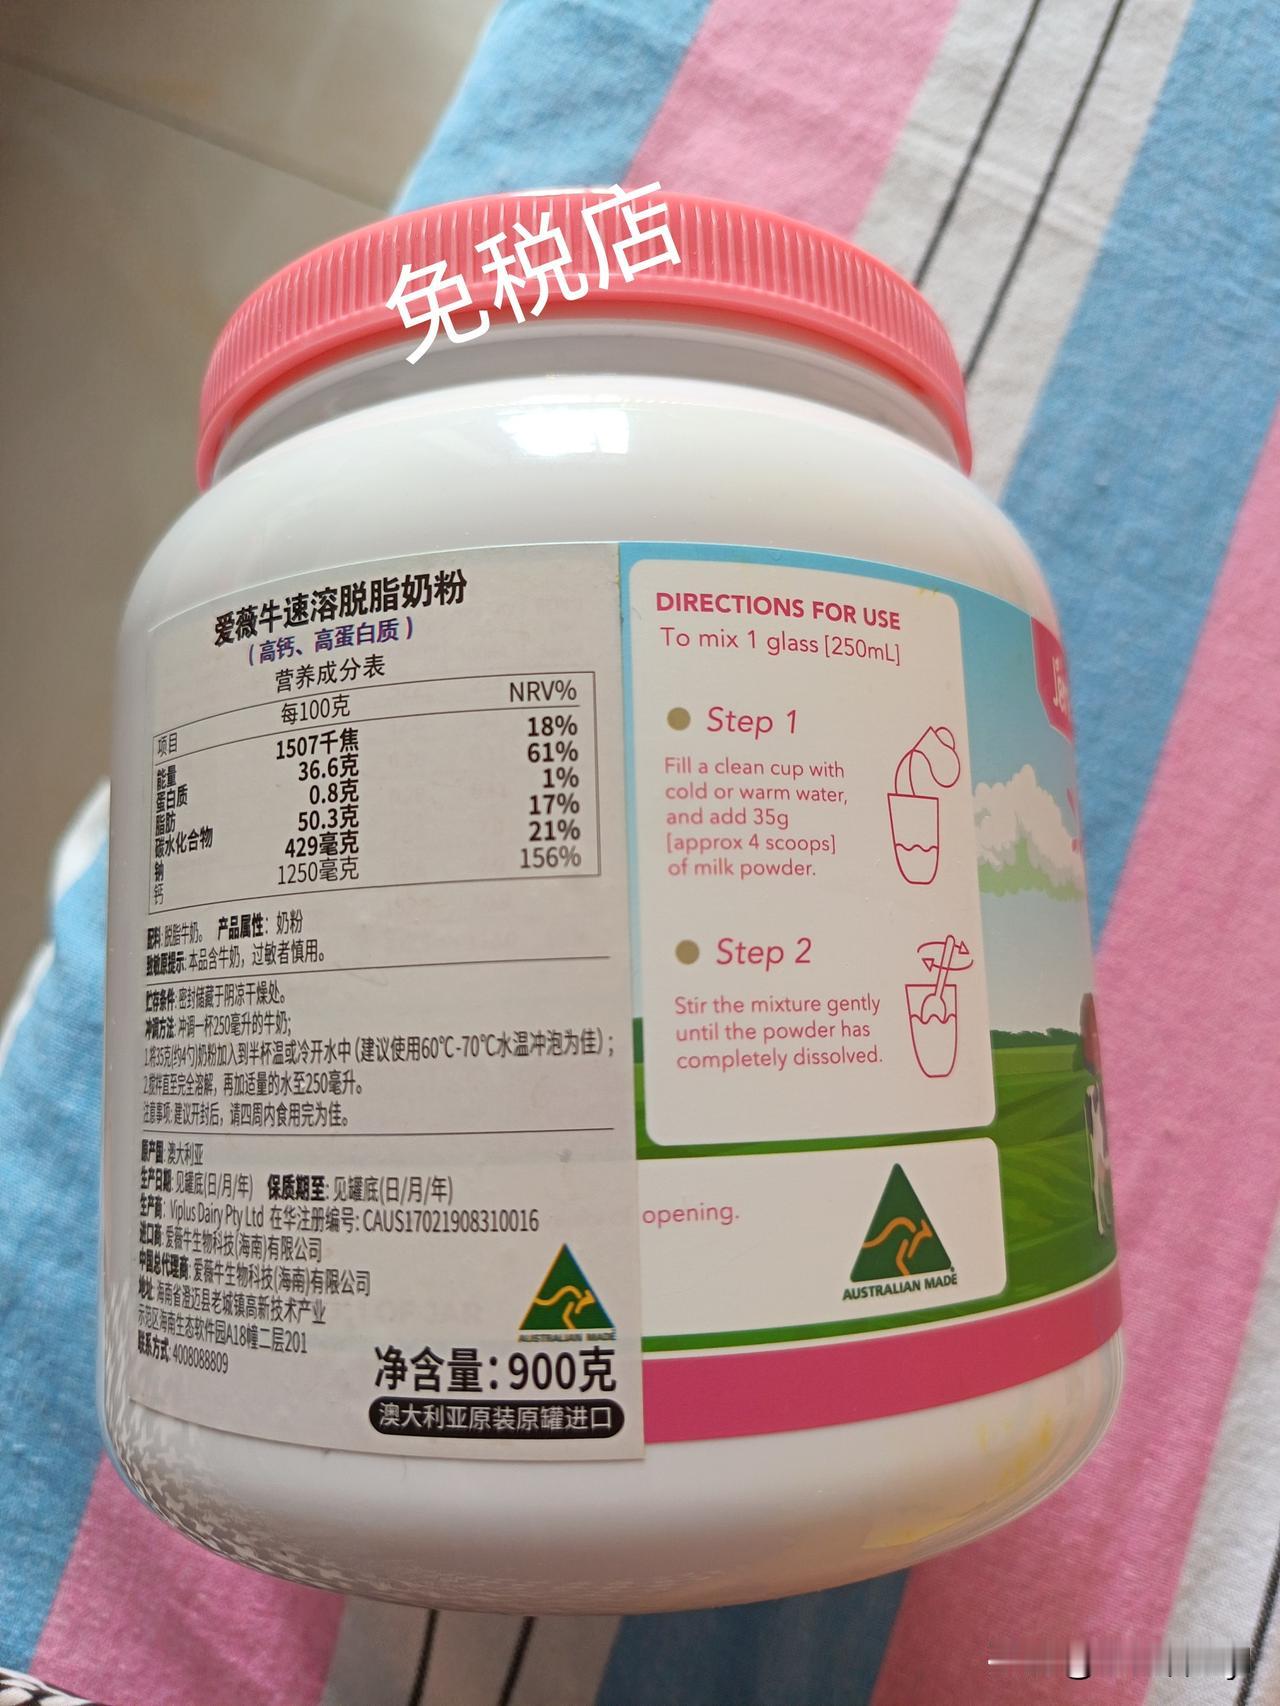 免税店
爱薇牛速溶脱脂奶粉
(高钙、高蛋白质)
营养成分表
项目 每100克 NRV%
能量 1507千焦 18%
蛋白质 36.6克 61%
脂肪 0.8克 1%
碳水化合物 50.3克 17%
钠 429毫克 21%
钙 1250毫克 156%
配料:脱脂牛奶。 产品属性:奶粉
致敏原提示:本品含牛奶，过敏者慎用。
贮存条件:密封储藏于阴凉干燥处。
冲调方法:冲调一杯250毫升的牛奶;
1.将35克(约4勺)奶粉加入到半杯温或冷开水中(建议使用60℃-70℃水温冲泡为佳);
2.搅拌直至完全溶解，再加适量的水至250毫升。
注意事项:建议开封后，请四周内食用完为佳。
原产国:澳大利亚
生产日期:见罐底(日/月/年) 保质期至:见罐底(日/月/年)
生产商:Viplus Dairy Pty Ltd 在华注册编号:CAUS17021908310016
进口商:爱薇牛生物科技(海南)有限公司
中国总代理商:爱薇牛生物科技(海南)有限公司
地址:海南省澄迈县老城镇高新技术产业
示范区海南生态软件园A18幢二层201
联系方式:4008088809
AUSTRALIAN MADE
净含量:900克
澳大利亚原装原罐进口
DIRECTIONS FOR USE
To mix 1 glass [250mL]
Step 1
Fill a clean cup with
cold or warm water,
and add 35g
[approx 4 scoops]
of milk powder.
Step 2
Stir the mixture gently
until the powder has
completely dissolved.
opening.
AUSTRALIAN MADE